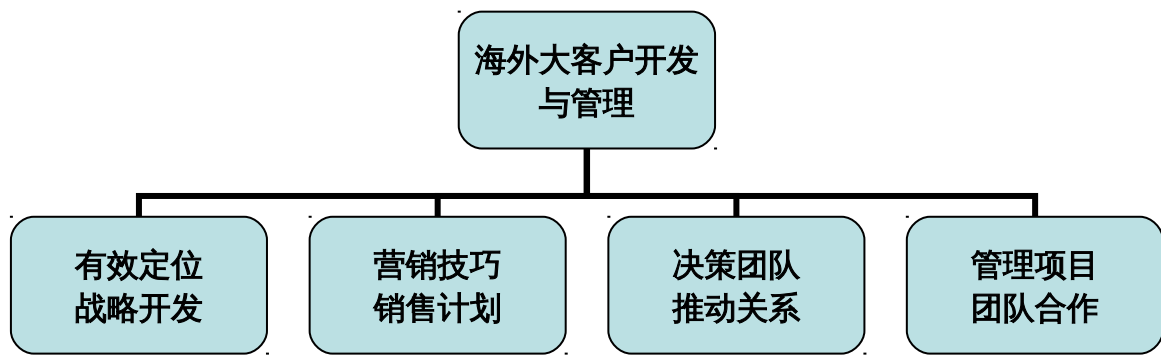 海外大客户开发
与管理
有效定位
战略开发
营销技巧
销售计划
决策团队
推动关系
管理项目
团队合作